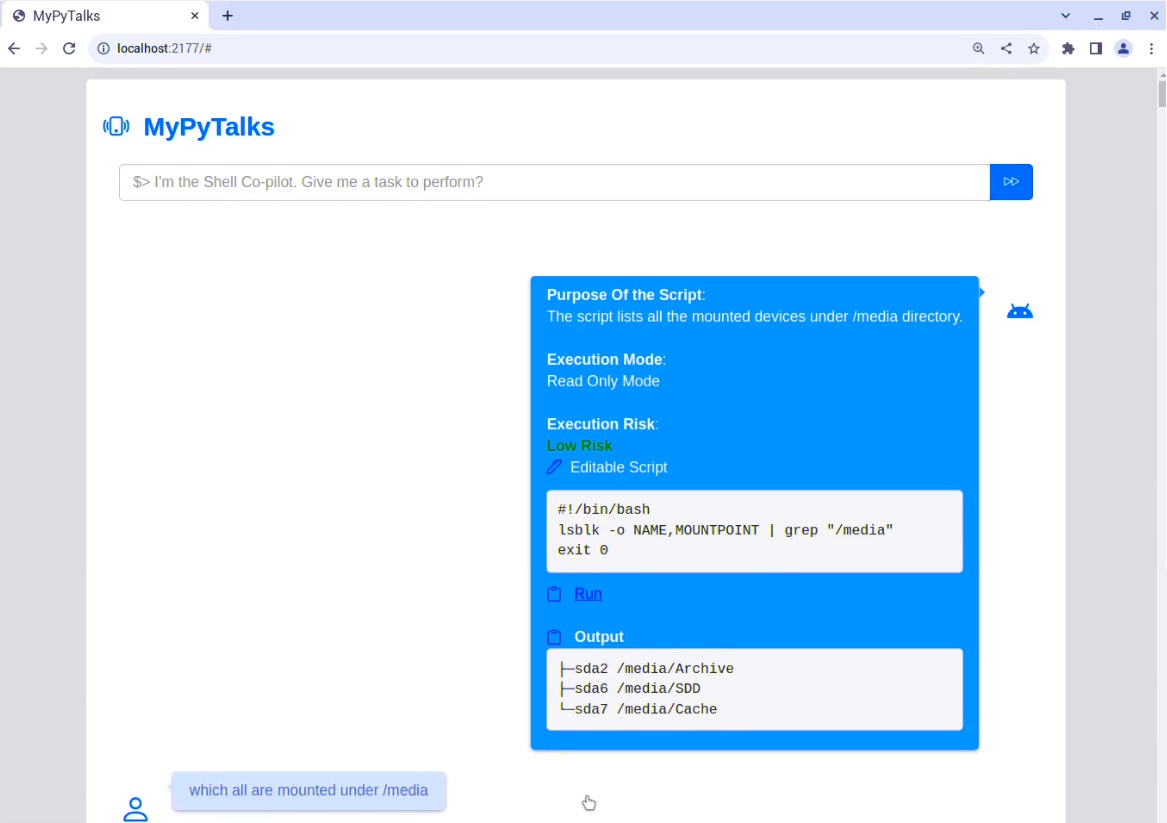 MyPyTalks
localhost:2177/#
MyPyTalks
$> I'm the Shell Co-pilot. Give me a task to perform?
Purpose Of the Script:
The script lists all the mounted devices under /media directory.
Execution Mode:
Read Only Mode
Execution Risk:
Low Risk
Editable Script
#!/bin/bash
lsblk -o NAME,MOUNTPOINT | grep "/media"
exit 0
Run
Output
├─sda2 /media/Archive
├─sda6 /media/SDD
└─sda7 /media/Cache
which all are mounted under /media